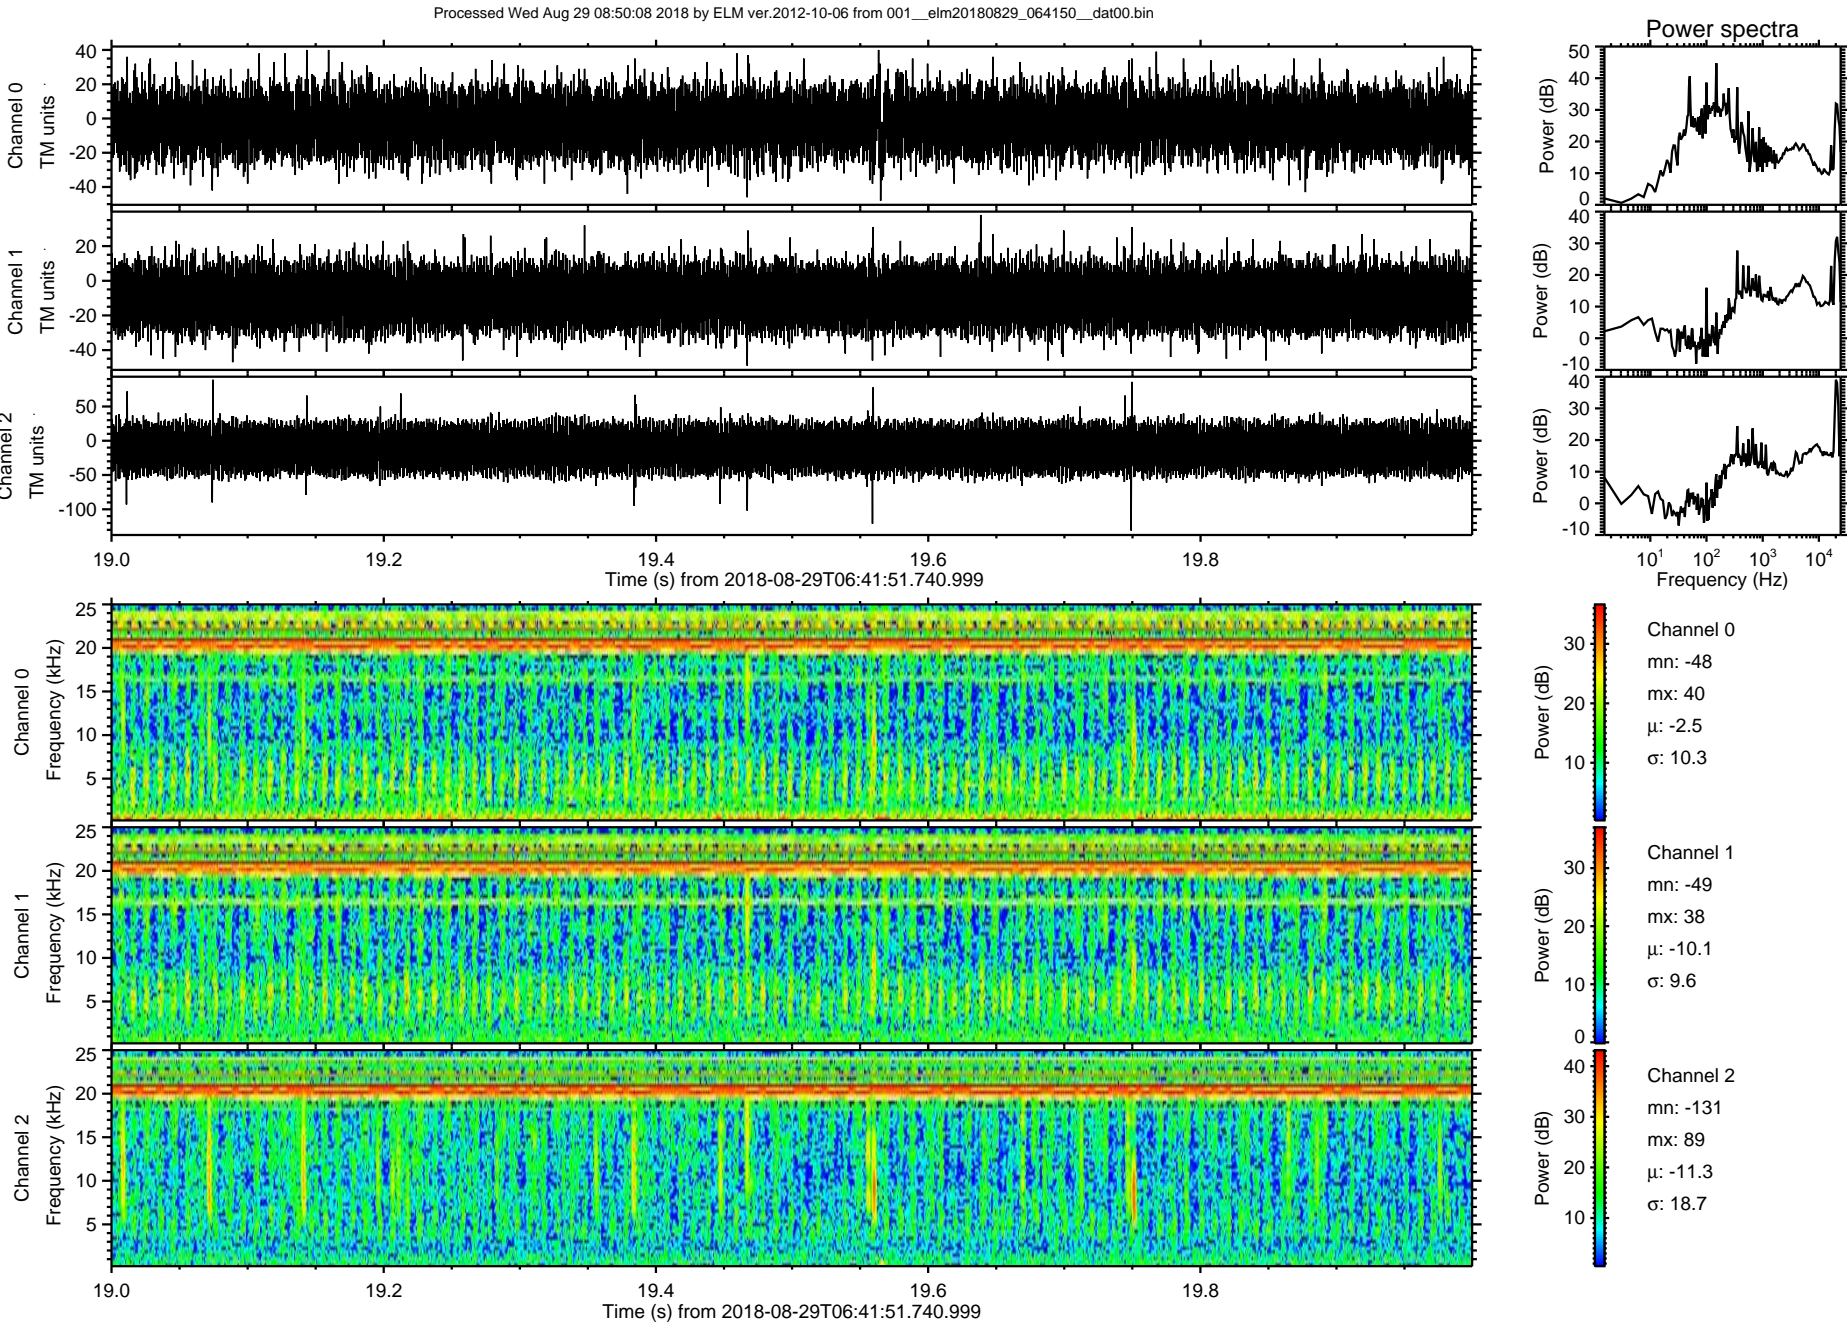 Processed Wed Aug 29 08:50:08 2018 by ELM ver.2012-10-06 from 001__elm20180829_064150__dat00.bin
Power spectra
Channel 0
TM units
40
20
0
-20
-40
Power (dB)
50
40
30
20
10
0
Channel 1
TM units
20
0
-20
-40
Power (dB)
40
30
20
10
0
-10
Channel 2
TM units
50
0
-50
-100
Power (dB)
40
30
20
10
0
-10
19.0 19.2 19.4 19.6 19.8
Time (s) from 2018-08-29T06:41:51.740.999
10^1 10^2 10^3 10^4
Frequency (Hz)
Channel 0
Frequency (kHz)
25
20
15
10
5
Power (dB)
30
20
10
Channel 0
mn: -48
mx: 40
μ: -2.5
σ: 10.3
Channel 1
Frequency (kHz)
25
20
15
10
5
Power (dB)
30
20
10
0
Channel 1
mn: -49
mx: 38
μ: -10.1
σ: 9.6
Channel 2
Frequency (kHz)
25
20
15
10
5
Power (dB)
40
30
20
10
Channel 2
mn: -131
mx: 89
μ: -11.3
σ: 18.7
19.0 19.2 19.4 19.6 19.8
Time (s) from 2018-08-29T06:41:51.740.999